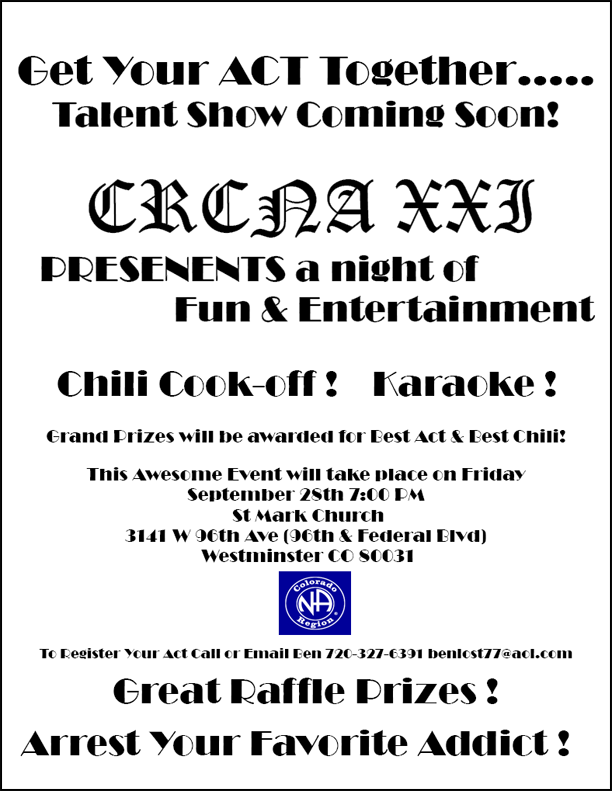 Get Your ACT Together.....
Talent Show Coming Soon!
CRCNA XXI
PRESENENTS a night of
Fun & Entertainment
Chili Cook-off ! Karaoke !
Grand Prizes will be awarded for Best Act & Best Chili!
This Awesome Event will take place on Friday
September 28th 7:00 PM
St Mark Church
3141 W 96th Ave (96th & Federal Blvd)
Westminster CO 80031
Colorado
NA
Region ®
To Register Your Act Call or Email Ben 720-327-6391 benlost77@aol.com
Great Raffle Prizes !
Arrest Your Favorite Addict !